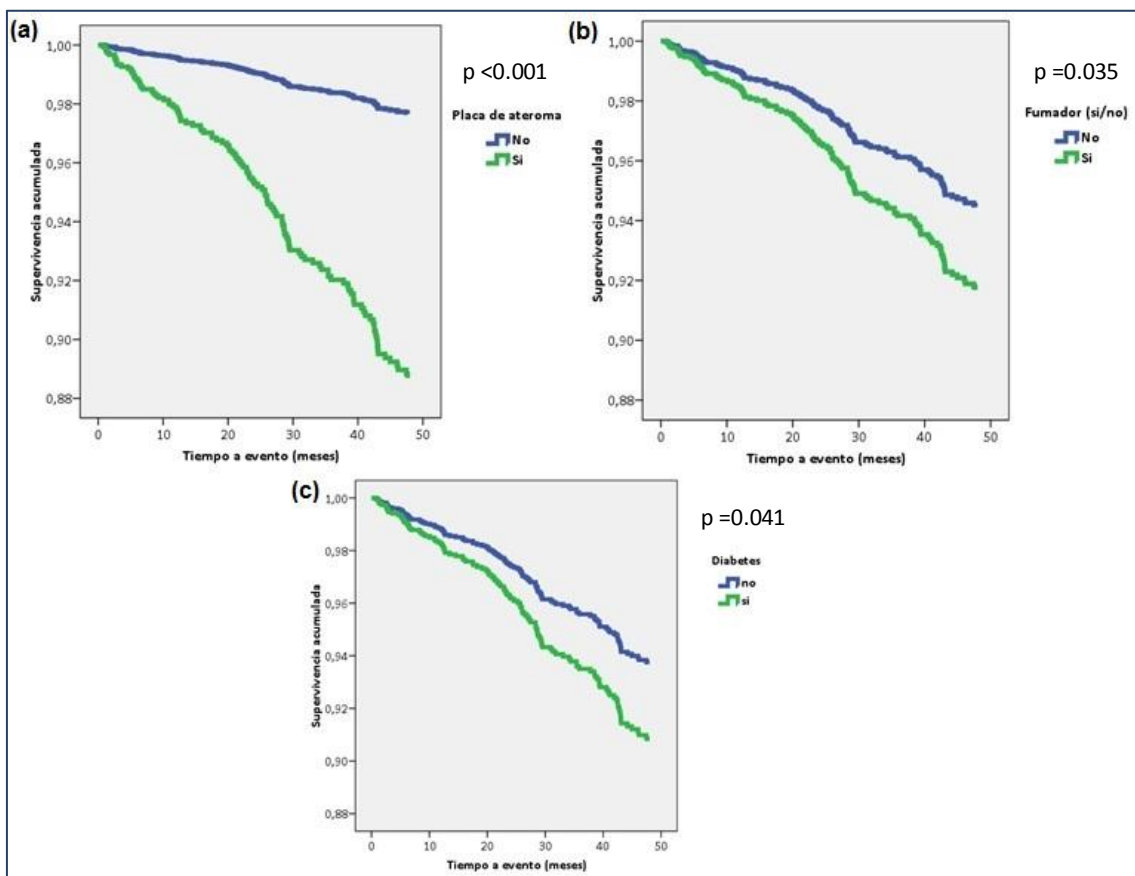 (a)
p <0.001
Placa de ateroma
No
Si
Supervivencia acumulada
1,00
0,98
0,96
0,94
0,92
0,90
0,88
0 10 20 30 40 50
Tiempo a evento (meses)
(b)
p =0.035
Fumador (si/no)
No
Si
Supervivencia acumulada
1,00
0,98
0,96
0,94
0,92
0,90
0,88
0 10 20 30 40 50
Tiempo a evento (meses)
(c)
p =0.041
Diabetes
no
si
Supervivencia acumulada
1,00
0,98
0,96
0,94
0,92
0,90
0,88
0 10 20 30 40 50
Tiempo a evento (meses)